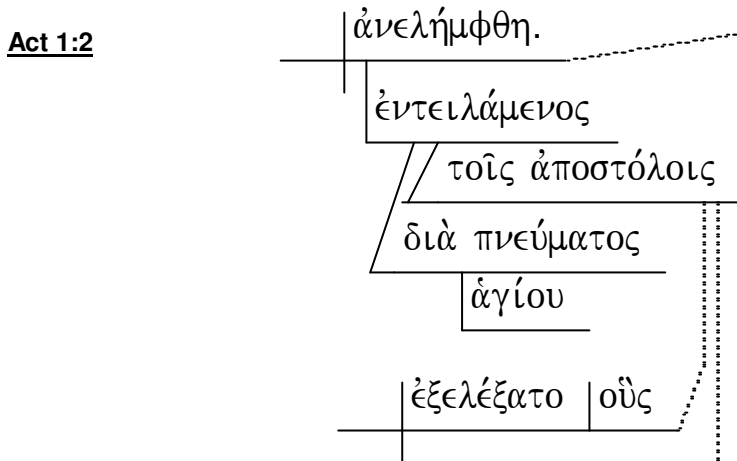 Act 1:2
ἀνελήμφθη.
ἐντειλάμενος
τοῖς ἀποστόλοις
διὰ πνεύματος
ἁγίου
ἐξελέξατο οὓς